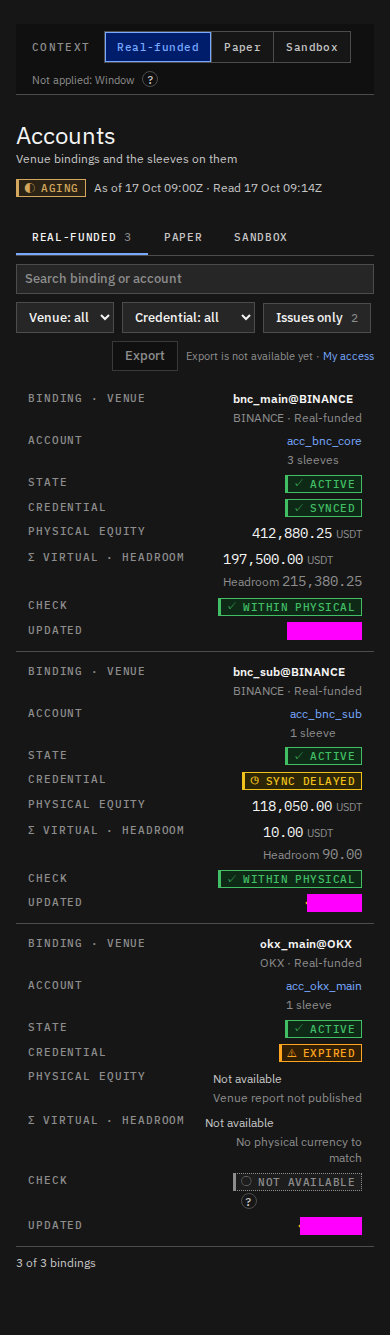 CONTEXT Real-funded Paper Sandbox
Not applied: Window ?
Accounts
Venue bindings and the sleeves on them
AGING As of 17 Oct 09:00Z · Read 17 Oct 09:14Z
REAL-FUNDED 3 PAPER SANDBOX
Search binding or account
Venue: all Credential: all Issues only 2
Export Export is not available yet · My access
BINDING · VENUE bnc_main@BINANCE
BINANCE · Real-funded
ACCOUNT acc_bnc_core
3 sleeves
STATE ✓ ACTIVE
CREDENTIAL ✓ SYNCED
PHYSICAL EQUITY 412,880.25 USDT
Σ VIRTUAL · HEADROOM 197,500.00 USDT
Headroom 215,380.25
CHECK ✓ WITHIN PHYSICAL
UPDATED
BINDING · VENUE bnc_sub@BINANCE
BINANCE · Real-funded
ACCOUNT acc_bnc_sub
1 sleeve
STATE ✓ ACTIVE
CREDENTIAL SYNC DELAYED
PHYSICAL EQUITY 118,050.00 USDT
Σ VIRTUAL · HEADROOM 10.00 USDT
Headroom 90.00
CHECK ✓ WITHIN PHYSICAL
UPDATED
BINDING · VENUE okx_main@OKX
OKX · Real-funded
ACCOUNT acc_okx_main
1 sleeve
STATE ✓ ACTIVE
CREDENTIAL ⚠ EXPIRED
PHYSICAL EQUITY Not available
Venue report not published
Σ VIRTUAL · HEADROOM Not available
No physical currency to
match
CHECK NOT AVAILABLE
?
UPDATED
3 of 3 bindings